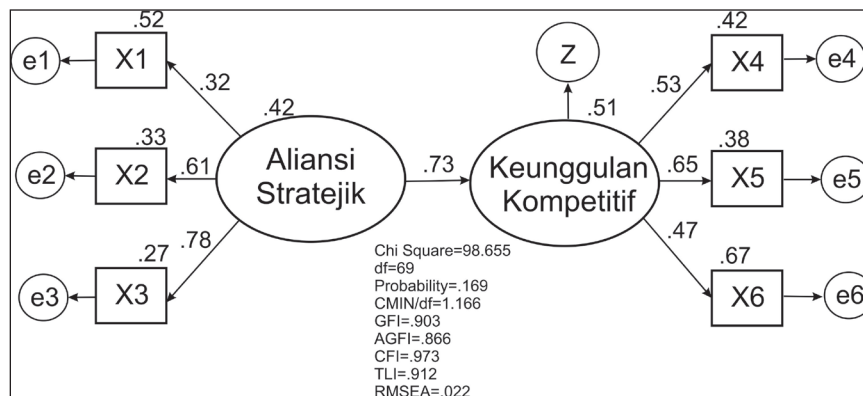 .52
e1
X1
.32
.33
e2
X2
.61
.27
e3
X3
.78
.42
Aliansi
Stratejik
.73
Z
.51
Keunggulan
Kompetitif
.42
.53
X4
e4
.38
.65
X5
e5
.47
.67
X6
e6
Chi Square=98.655
df=69
Probability=.169
CMIN/df=1.166
GFI=.903
AGFI=.866
CFI=.973
TLI=.912
RMSEA=.022